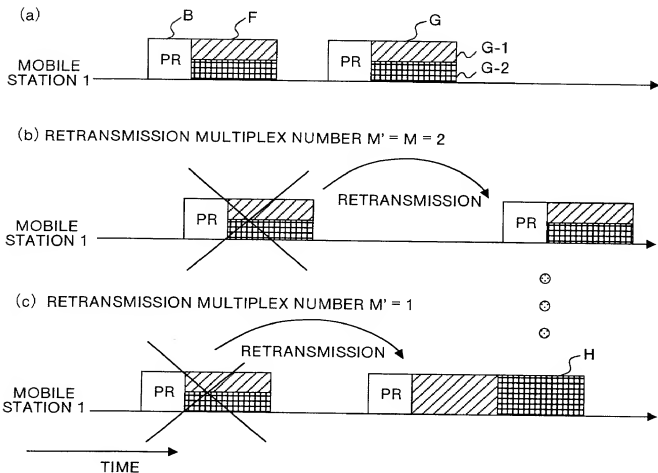 (a)
B
F
G
PR
PR
G-1
G-2
MOBILE
STATION 1
(b) RETRANSMISSION MULTIPLEX NUMBER M' = M = 2
RETRANSMISSION
PR
PR
MOBILE
STATION 1
(c) RETRANSMISSION MULTIPLEX NUMBER M' = 1
RETRANSMISSION
H
PR
PR
MOBILE
STATION 1
TIME